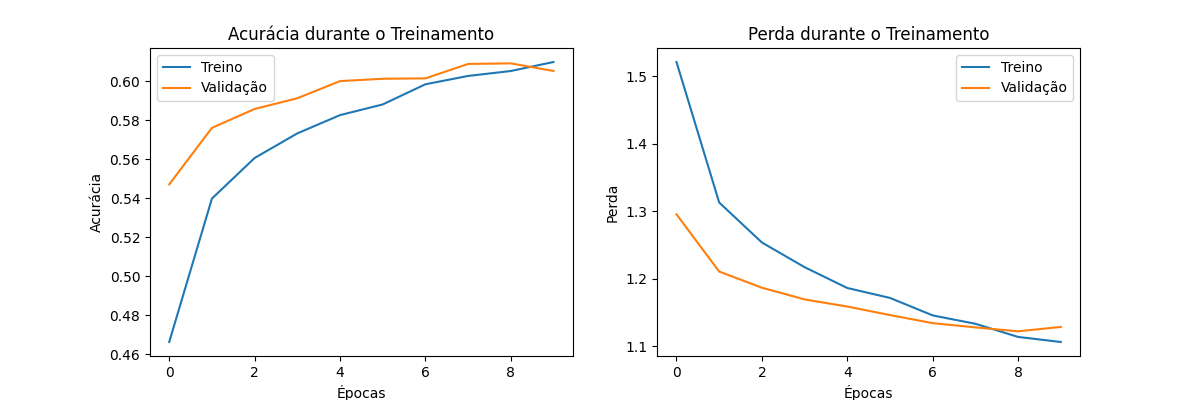 Acurácia durante o Treinamento
Treino
Validação
0.60
0.58
0.56
0.54
0.52
0.50
0.48
0.46
Acurácia
0
2
4
6
8
Épocas
Perda durante o Treinamento
Treino
Validação
1.5
1.4
1.3
1.2
1.1
Perda
0
2
4
6
8
Épocas